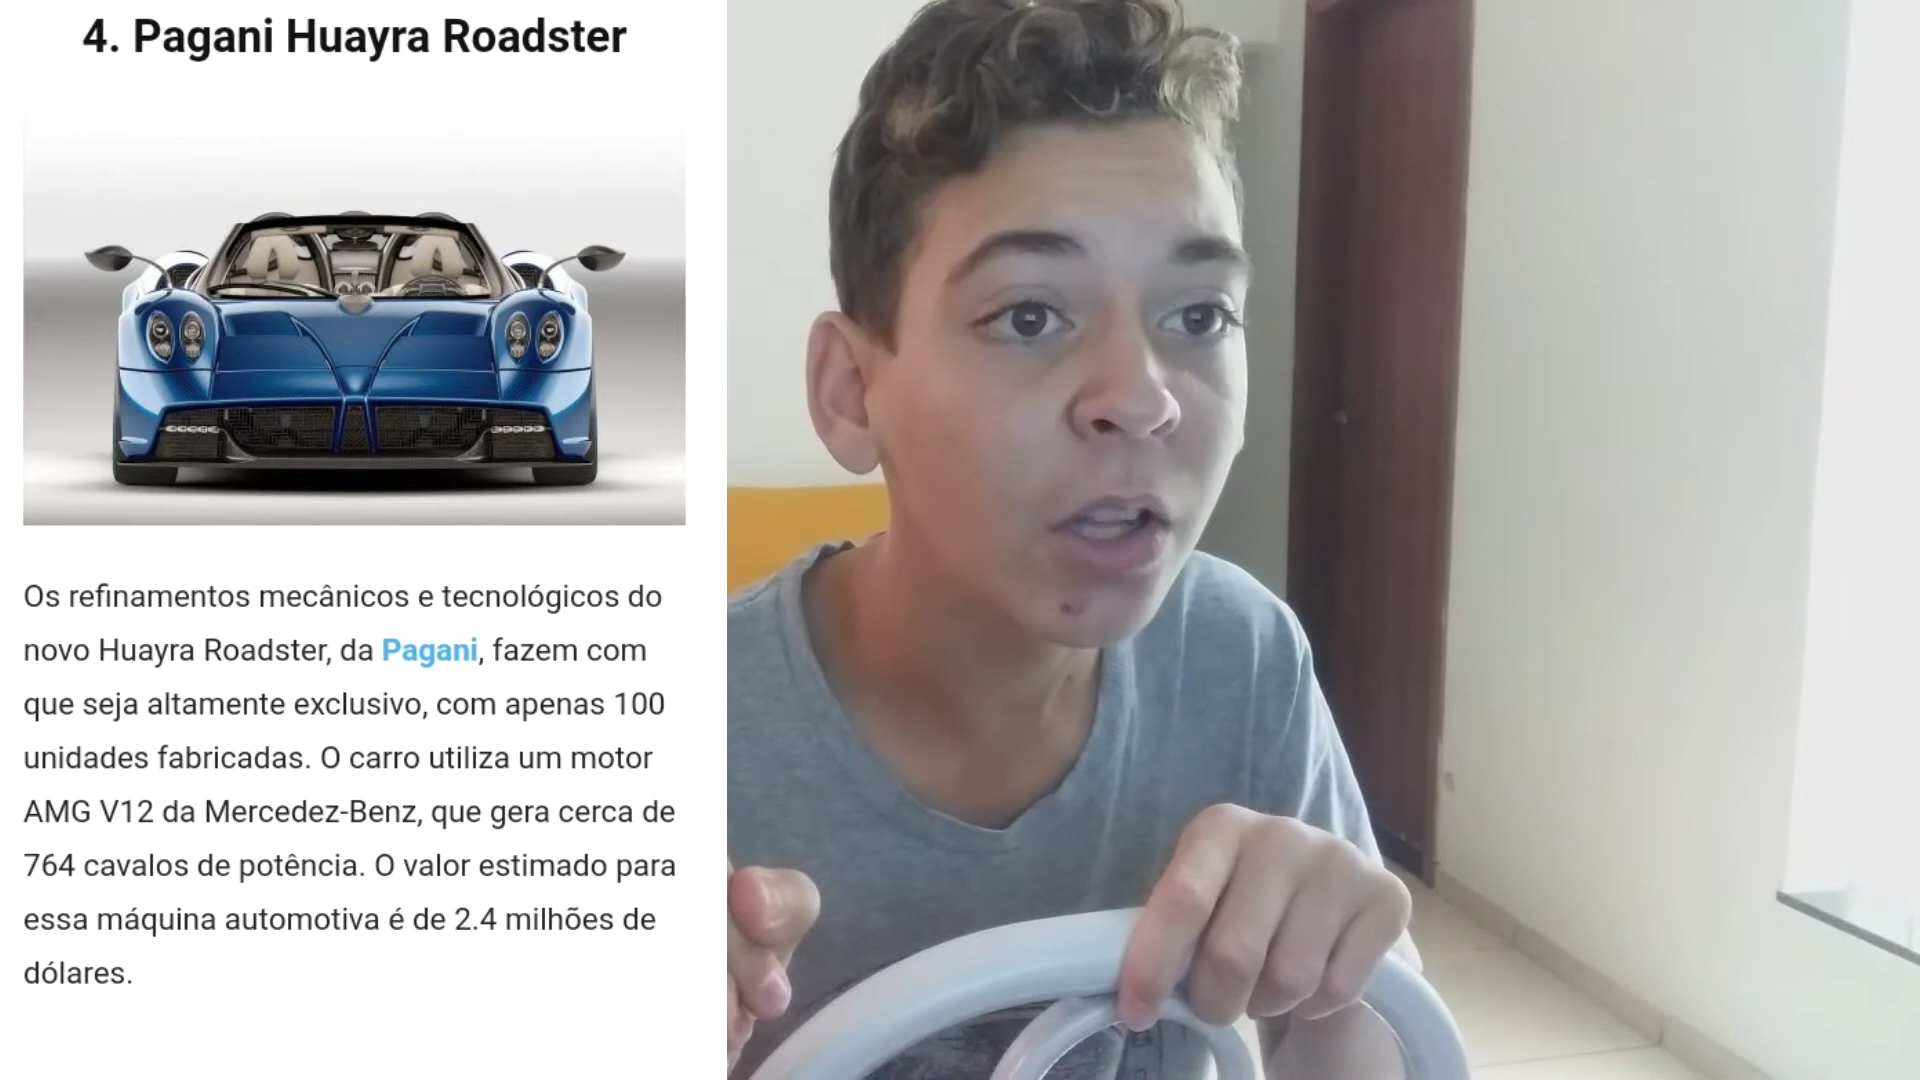 4. Pagani Huayra Roadster
Os refinamentos mecânicos e tecnológicos do
novo Huayra Roadster, da Pagani, fazem com
que seja altamente exclusivo, com apenas 100
unidades fabricadas. O carro utiliza um motor
AMG V12 da Mercedez-Benz, que gera cerca de
764 cavalos de potência. O valor estimado para
essa máquina automotiva é de 2.4 milhões de
dólares.